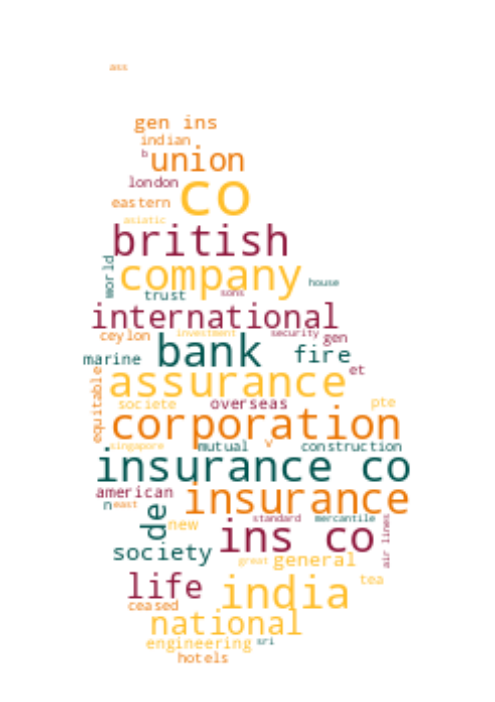 ass
gen ins
indian
b
union
london
co
eastern
asiatic
british
world
company
house
trust
sons
international
ceylon
investment
security
gen
bank
fire
marine
et
equitable
assurance
societe
overseas
pte
corporation
singapore
mutual
v
construction
insurance co
american
insurance
n
east
de
new
standard
mercantile
ins co
air lines
society
great
general
life
india
tea
ceased
national
engineering
sri
hotels